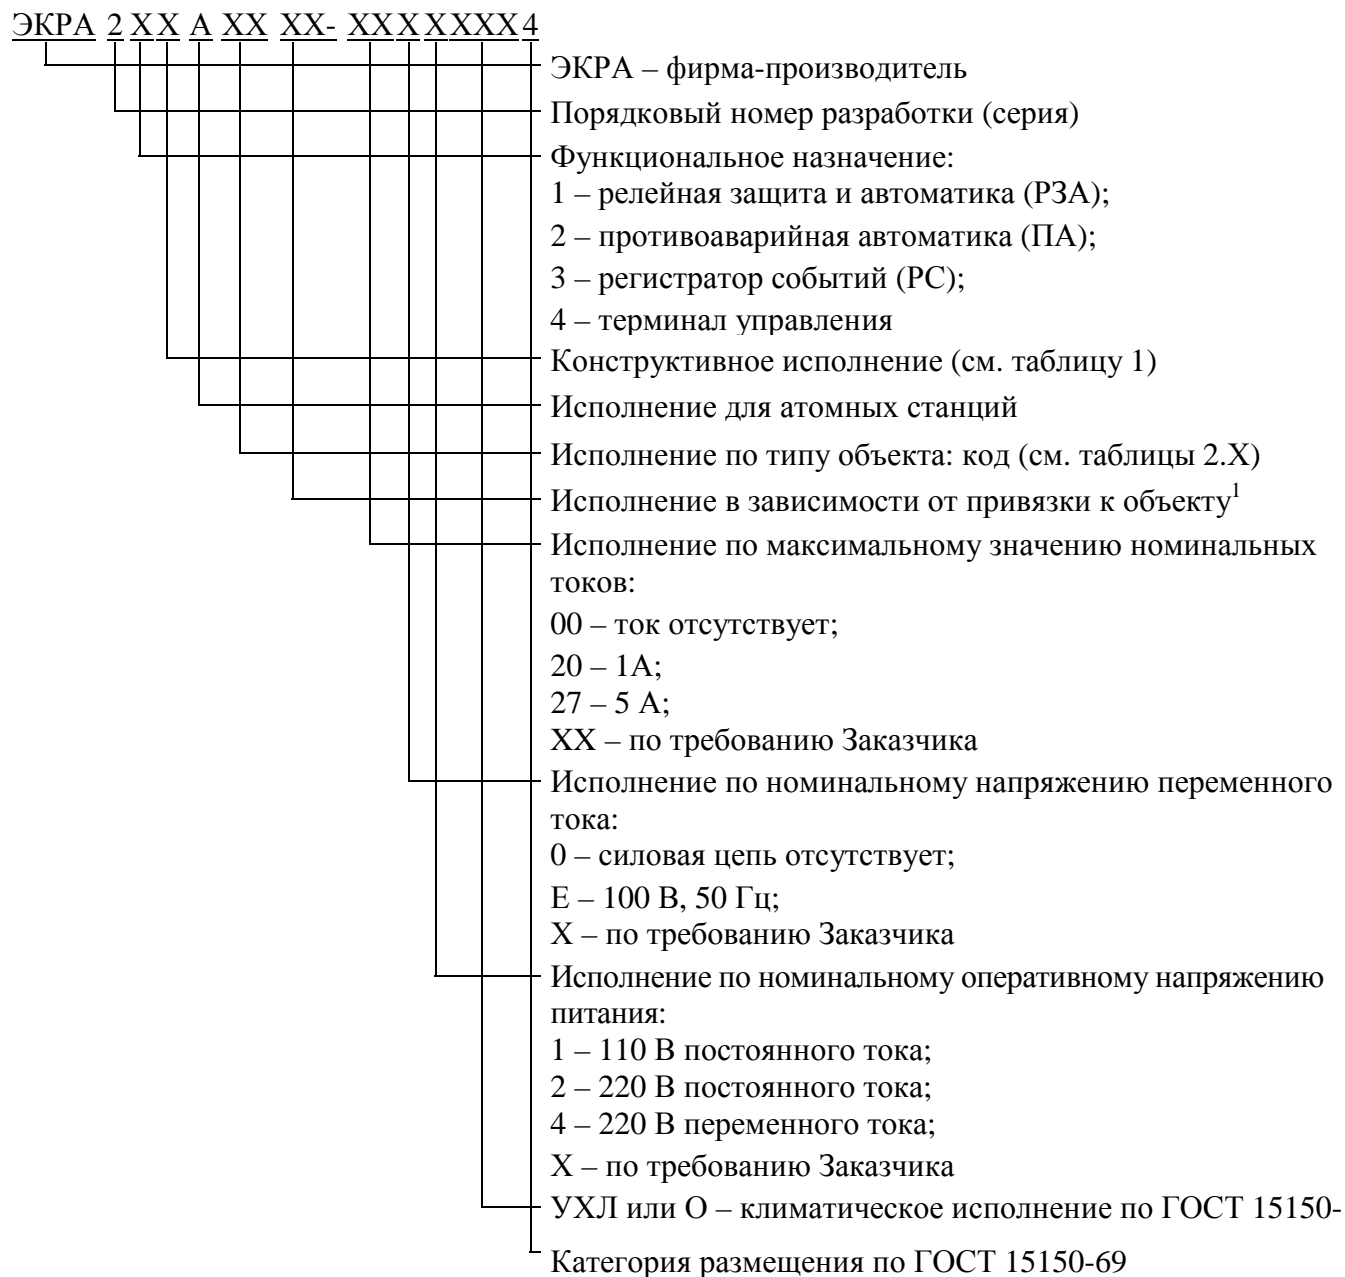 ЭКРА 2 Х Х А ХХ ХХ- ХХ Х Х ХХХ 4
ЭКРА – фирма-производитель
Порядковый номер разработки (серия)
Функциональное назначение:
1 – релейная защита и автоматика (РЗА);
2 – противоаварийная автоматика (ПА);
3 – регистратор событий (РС);
4 – терминал управления
Конструктивное исполнение (см. таблицу 1)
Исполнение для атомных станций
Исполнение по типу объекта: код (см. таблицы 2.Х)
Исполнение в зависимости от привязки к объекту¹
Исполнение по максимальному значению номинальных
токов:
00 – ток отсутствует;
20 – 1А;
27 – 5 А;
ХХ – по требованию Заказчика
Исполнение по номинальному напряжению переменного
тока:
0 – силовая цепь отсутствует;
Е – 100 В, 50 Гц;
Х – по требованию Заказчика
Исполнение по номинальному оперативному напряжению
питания:
1 – 110 В постоянного тока;
2 – 220 В постоянного тока;
4 – 220 В переменного тока;
Х – по требованию Заказчика
УХЛ или О – климатическое исполнение по ГОСТ 15150-
Категория размещения по ГОСТ 15150-69